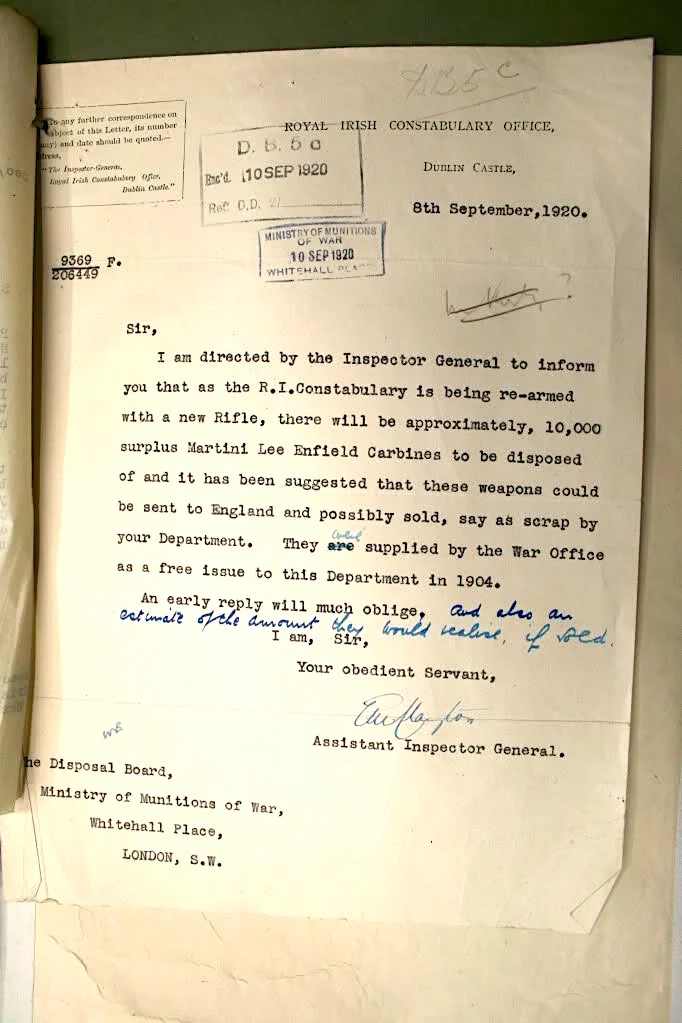 D.B 5 c
In any further correspondence on
subject of this Letter, its number
any) and date should be quoted.—
dress,
"The Inspector-General,
Royal Irish Constabulary Office,
Dublin Castle."
ROYAL IRISH CONSTABULARY OFFICE,
DUBLIN CASTLE,
8th September, 1920.
D. B. 5 c
Rec'd. 10 SEP 1920
Ref: D.D.
MINISTRY OF MUNITIONS
OF WAR
10 SEP 1920
WHITEHALL PLACE
9369
206449 F.
Sir,
I am directed by the Inspector General to inform
you that as the R.I.Constabulary is being re-armed
with a new Rifle, there will be approximately, 10,000
surplus Martini Lee Enfield Carbines to be disposed
of and it has been suggested that these weapons could
be sent to England and possibly sold, say as scrap by
your Department. They are were supplied by the War Office
as a free issue to this Department in 1904.
An early reply will much oblige, and also an
estimate of the amount they would realise, if sold.
I am, Sir,
Your obedient Servant,
Assistant Inspector General.
he Disposal Board,
Ministry of Munitions of War,
Whitehall Place,
LONDON, S.W.